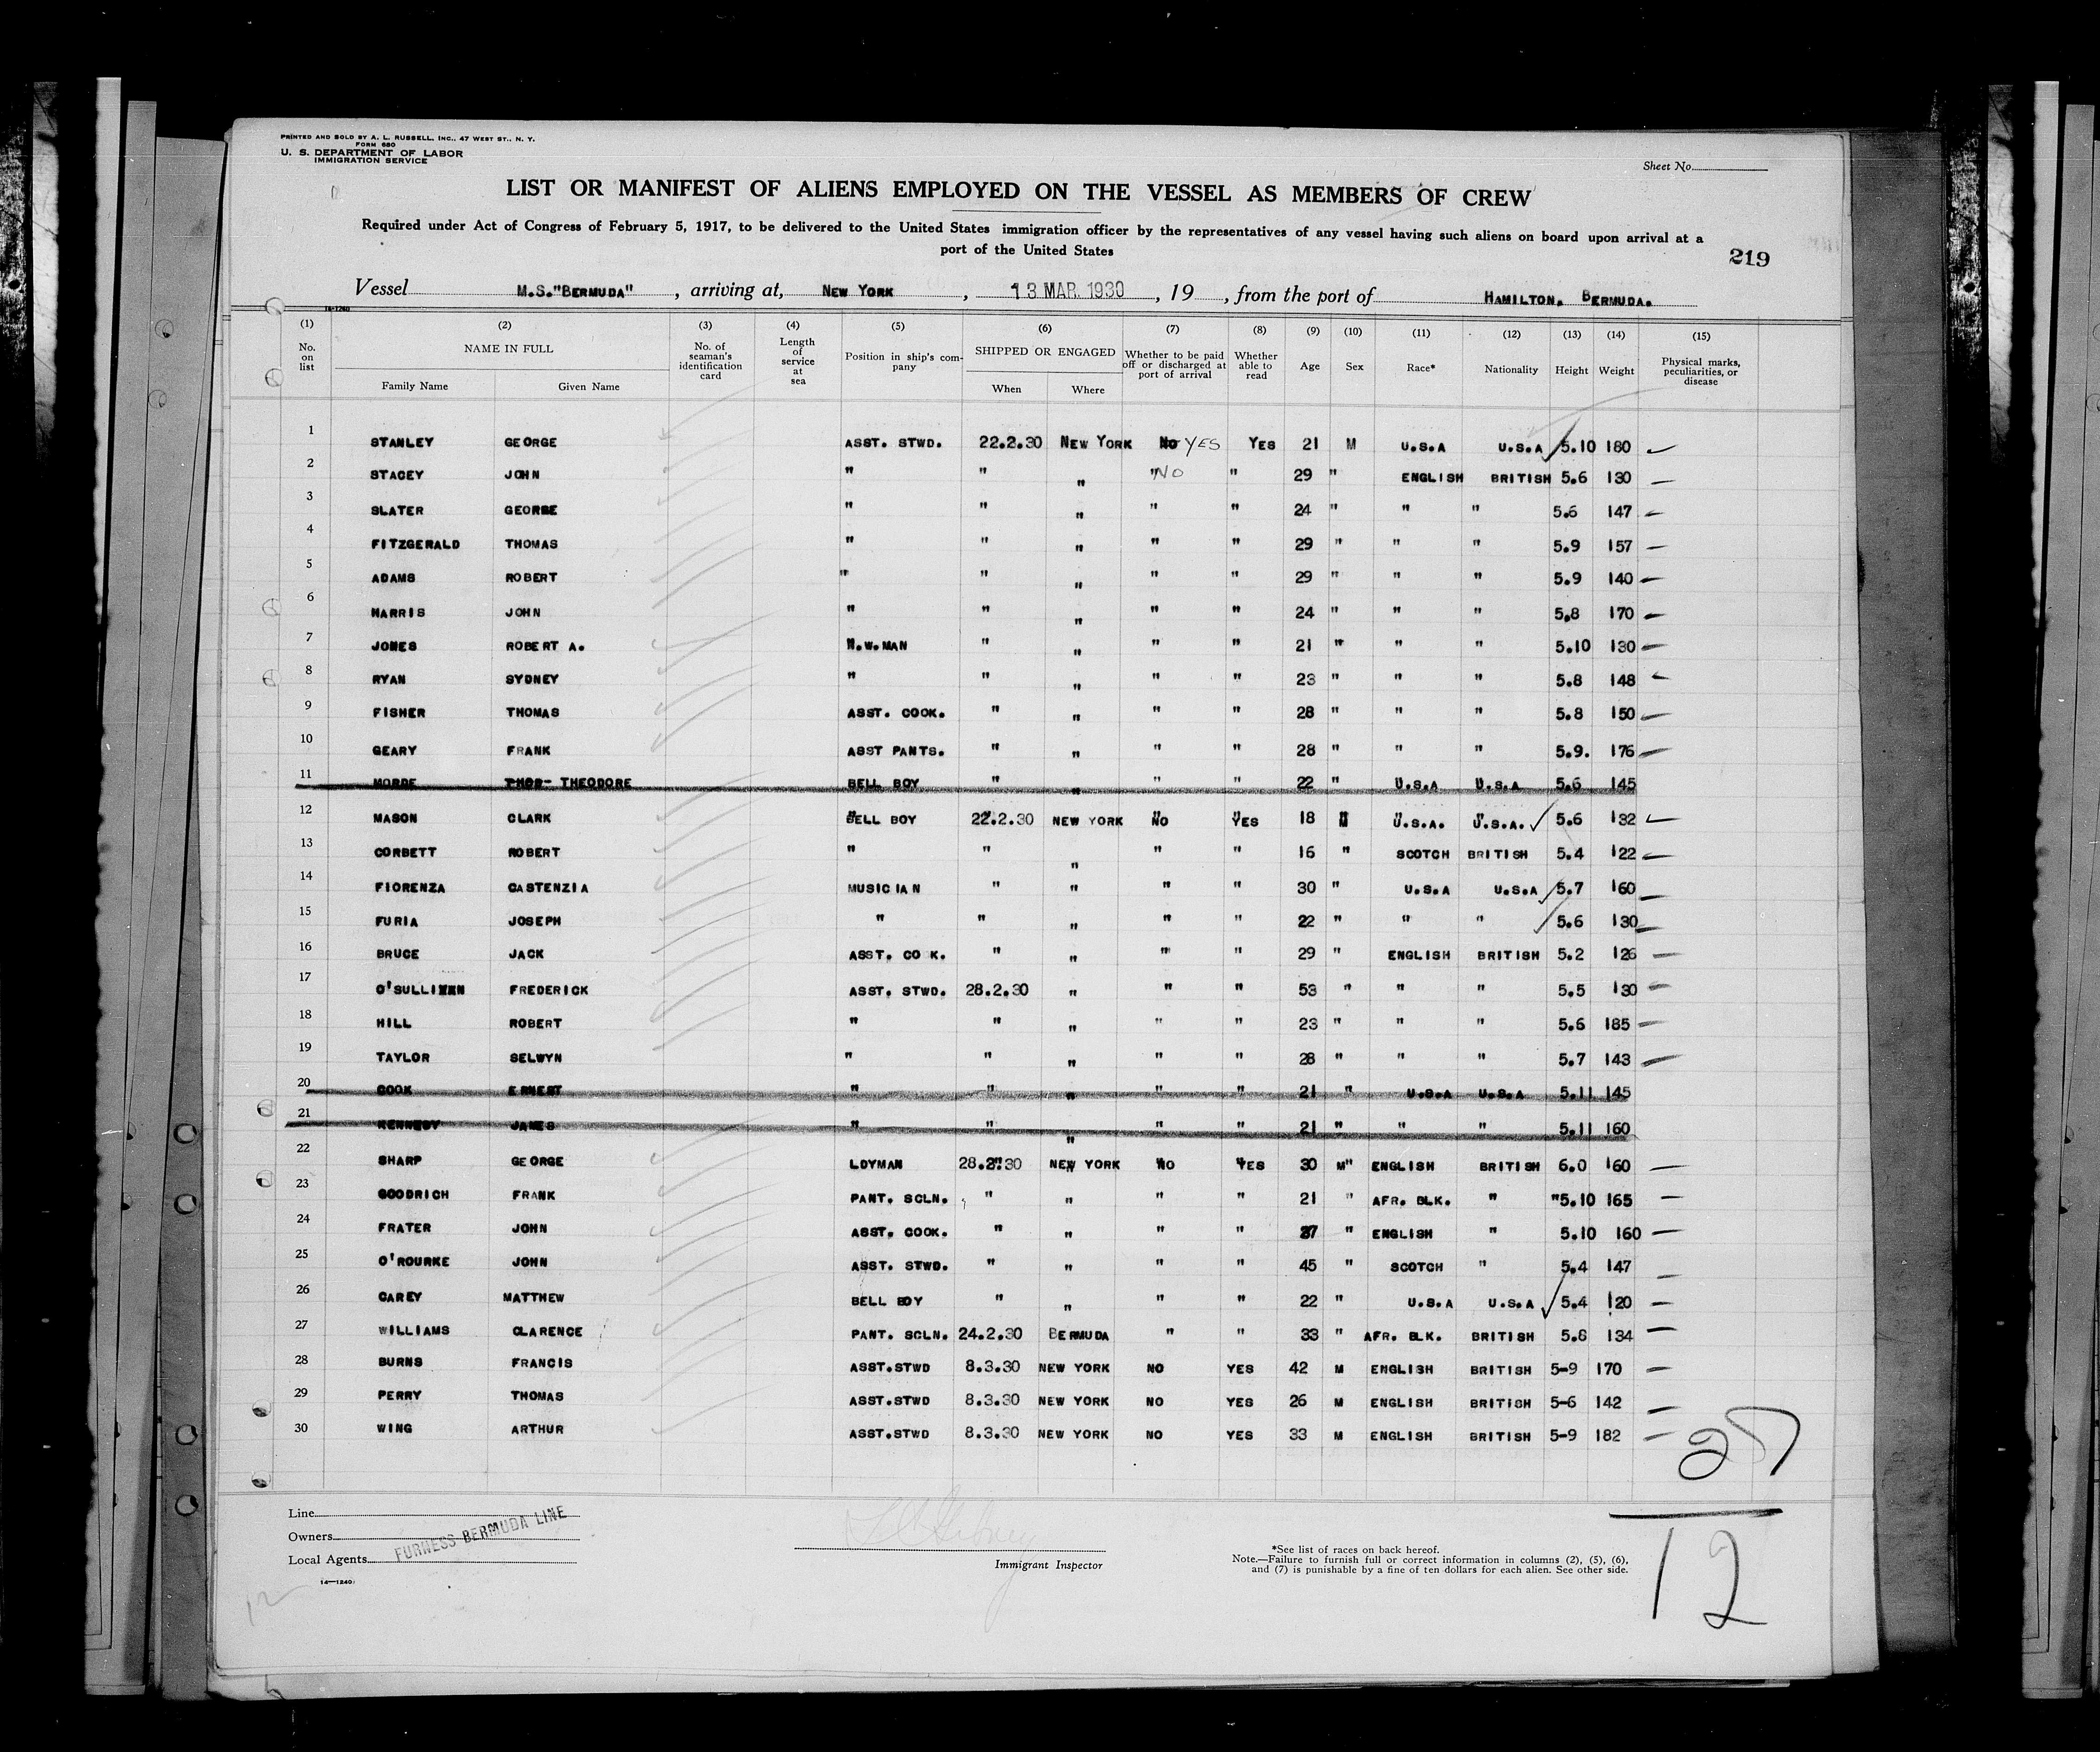 PRINTED AND SOLD BY A. L. RUSSELL, INC., 47 WEST ST., N. Y.
FORM 680
U. S. DEPARTMENT OF LABOR
IMMIGRATION SERVICE
Sheet No.
LIST OR MANIFEST OF ALIENS EMPLOYED ON THE VESSEL AS MEMBERS OF CREW
Required under Act of Congress of February 5, 1917, to be delivered to the United States immigration officer by the representatives of any vessel having such aliens on board upon arrival at a
port of the United States
219
Vessel M.S."BERMUDA", arriving at, NEW YORK, 13 MAR. 1930, 19, from the port of HAMILTON, BERMUDA.
14-1240
(1) (2) (3) (4) (5) (6) (7) (8) (9) (10) (11) (12) (13) (14) (15)
No. on list NAME IN FULL Family Name Given Name No. of seaman's identification card Length of service at sea Position in ship's company SHIPPED OR ENGAGED When Where Whether to be paid off or discharged at port of arrival Whether able to read Age Sex Race* Nationality Height Weight Physical marks, peculiarities, or disease
1 STANLEY GEORGE ASST. STWD. 22.2.30 NEW YORK NO YES YES 21 M U.S.A U.S.A 5.10 180
2 STACEY JOHN " " " " NO " 29 " ENGLISH BRITISH 5.6 130
3 SLATER GEORGE " " " " " 24 " " " 5.6 147
4 FITZGERALD THOMAS " " " " " 29 " " " 5.9 157
5 ADAMS ROBERT " " " " " 29 " " " 5.9 140
6 HARRIS JOHN " " " " " 24 " " " 5.8 170
7 JONES ROBERT A. N.W.MAN " " " " 21 " " " 5.10 130
8 RYAN SYDNEY " " " " " 23 " " " 5.8 148
9 FISHER THOMAS ASST. COOK. " " " " 28 " " " 5.8 150
10 GEARY FRANK ASST PANTS. " " " " 28 " " " 5.9. 176
11 MORDE THEODORE BELL BOY " " " " 22 " U.S.A U.S.A 5.6 145
12 MASON CLARK BELL BOY 22.2.30 NEW YORK NO YES 18 M U.S.A. U.S.A. 5.6 132
13 CORBETT ROBERT " " " " " 16 " SCOTCH BRITISH 5.4 122
14 FIORENZA CASTENZIA MUSICIAN " " " " 30 " U.S.A U.S.A 5.7 160
15 FURIA JOSEPH " " " " " 22 " " " 5.6 130
16 BRUCE JACK ASST. CO K. " " " " 29 " ENGLISH BRITISH 5.2 126
17 FREDERICK ASST. STWD. 28.2.30 " " " 53 " " " 5.5 130
18 HILL ROBERT " " " " " 23 " " " 5.6 185
19 TAYLOR SELWYN " " " " " 28 " " " 5.7 143
20 COOK ERNEST " " " " " 21 " U.S.A U.S.A 5.11 145
21 KENNEDY JAMES " " " " " 21 " " " 5.11 160
22 SHARP GEORGE LDYMAN 28.2.30 NEW YORK NO YES 30 M" ENGLISH BRITISH 6.0 160
23 GOODRICH FRANK PANT. SCLN. " " " " 21 " AFR. BLK. " "5.10 165
24 FRATER JOHN ASST. COOK. " " " " 37 " ENGLISH " 5.10 160
25 O'ROURKE JOHN ASST. STWD. " " " " 45 " SCOTCH " 5.4 147
26 CAREY MATTHEW BELL BOY " " " " 22 " U.S.A U.S.A 5.4 120
27 WILLIAMS CLARENCE PANT. SCLN. 24.2.30 BERMUDA " " 33 " AFR. BLK. BRITISH 5.6 134
28 BURNS FRANCIS ASST.STWD 8.3.30 NEW YORK NO YES 42 M ENGLISH BRITISH 5-9 170
29 PERRY THOMAS ASST.STWD 8.3.30 NEW YORK NO YES 26 M ENGLISH BRITISH 5-6 142
30 WING ARTHUR ASST.STWD 8.3.30 NEW YORK NO YES 33 M ENGLISH BRITISH 5-9 182
27
12
Line
Owners
Local Agents
FURNESS BERMUDA LINE
14-1240
12
Immigrant Inspector
*See list of races on back hereof.
Note.—Failure to furnish full or correct information in columns (2), (5), (6),
and (7) is punishable by a fine of ten dollars for each alien. See other side.